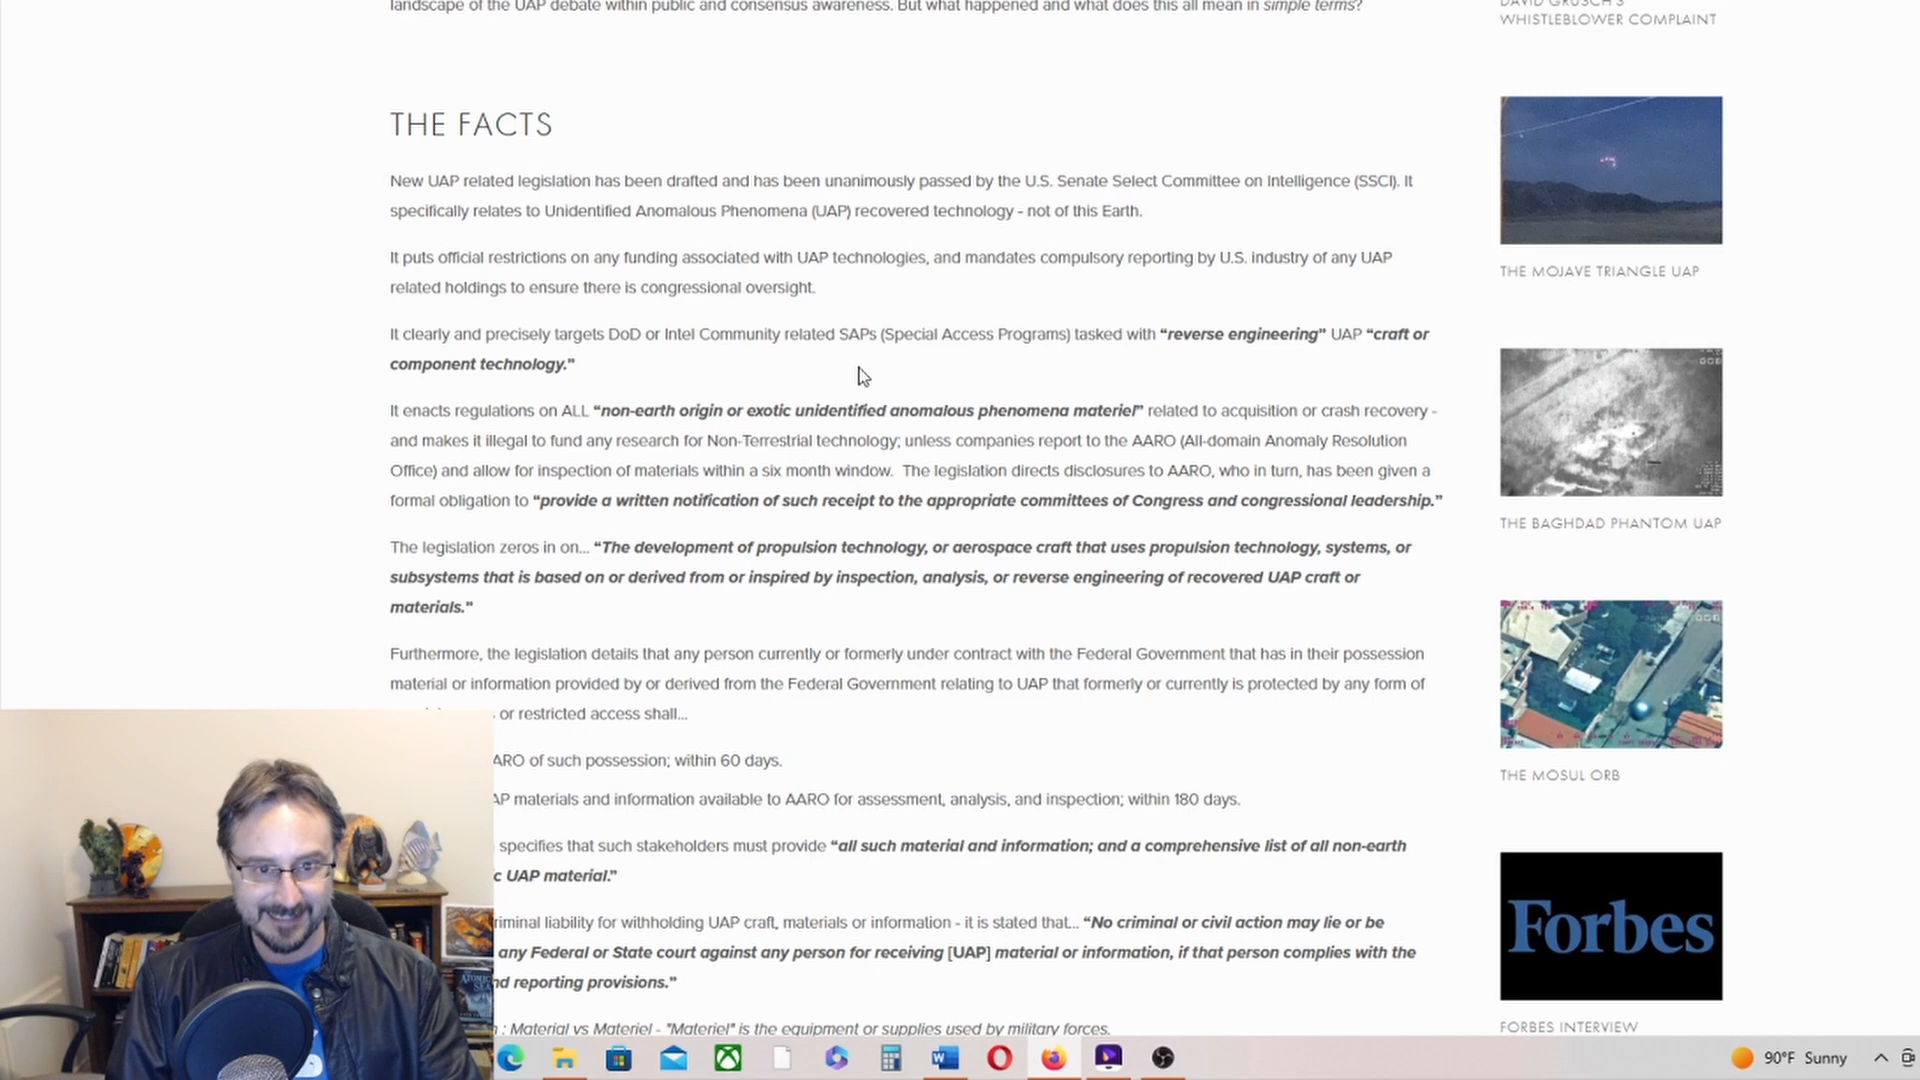 landscape of the UAP debate within public and consensus awareness. But what happened and what does this all mean in simple terms?
THE FACTS
New UAP related legislation has been drafted and has been unanimously passed by the U.S. Senate Select Committee on Intelligence (SSCI). It
specifically relates to Unidentified Anomalous Phenomena (UAP) recovered technology - not of this Earth.
It puts official restrictions on any funding associated with UAP technologies, and mandates compulsory reporting by U.S. industry of any UAP
related holdings to ensure there is congressional oversight.
It clearly and precisely targets DoD or Intel Community related SAPs (Special Access Programs) tasked with “reverse engineering” UAP “craft or
component technology.”
It enacts regulations on ALL “non-earth origin or exotic unidentified anomalous phenomena materiel” related to acquisition or crash recovery -
and makes it illegal to fund any research for Non-Terrestrial technology; unless companies report to the AARO (All-domain Anomaly Resolution
Office) and allow for inspection of materials within a six month window. The legislation directs disclosures to AARO, who in turn, has been given a
formal obligation to “provide a written notification of such receipt to the appropriate committees of Congress and congressional leadership.”
The legislation zeros in on... “The development of propulsion technology, or aerospace craft that uses propulsion technology, systems, or
subsystems that is based on or derived from or inspired by inspection, analysis, or reverse engineering of recovered UAP craft or
materials.”
Furthermore, the legislation details that any person currently or formerly under contract with the Federal Government that has in their possession
material or information provided by or derived from the Federal Government relating to UAP that formerly or currently is protected by any form of
or restricted access shall...
ARO of such possession; within 60 days.
AP materials and information available to AARO for assessment, analysis, and inspection; within 180 days.
specifies that such stakeholders must provide “all such material and information; and a comprehensive list of all non-earth
c UAP material.”
riminal liability for withholding UAP craft, materials or information - it is stated that... “No criminal or civil action may lie or be
any Federal or State court against any person for receiving [UAP] material or information, if that person complies with the
nd reporting provisions.”
: Material vs Materiel - "Materiel" is the equipment or supplies used by military forces.
DAVID GRUSCH'S
WHISTLEBLOWER COMPLAINT
THE MOJAVE TRIANGLE UAP
THE BAGHDAD PHANTOM UAP
THE MOSUL ORB
Forbes
FORBES INTERVIEW
ATOMIC
90°F Sunny